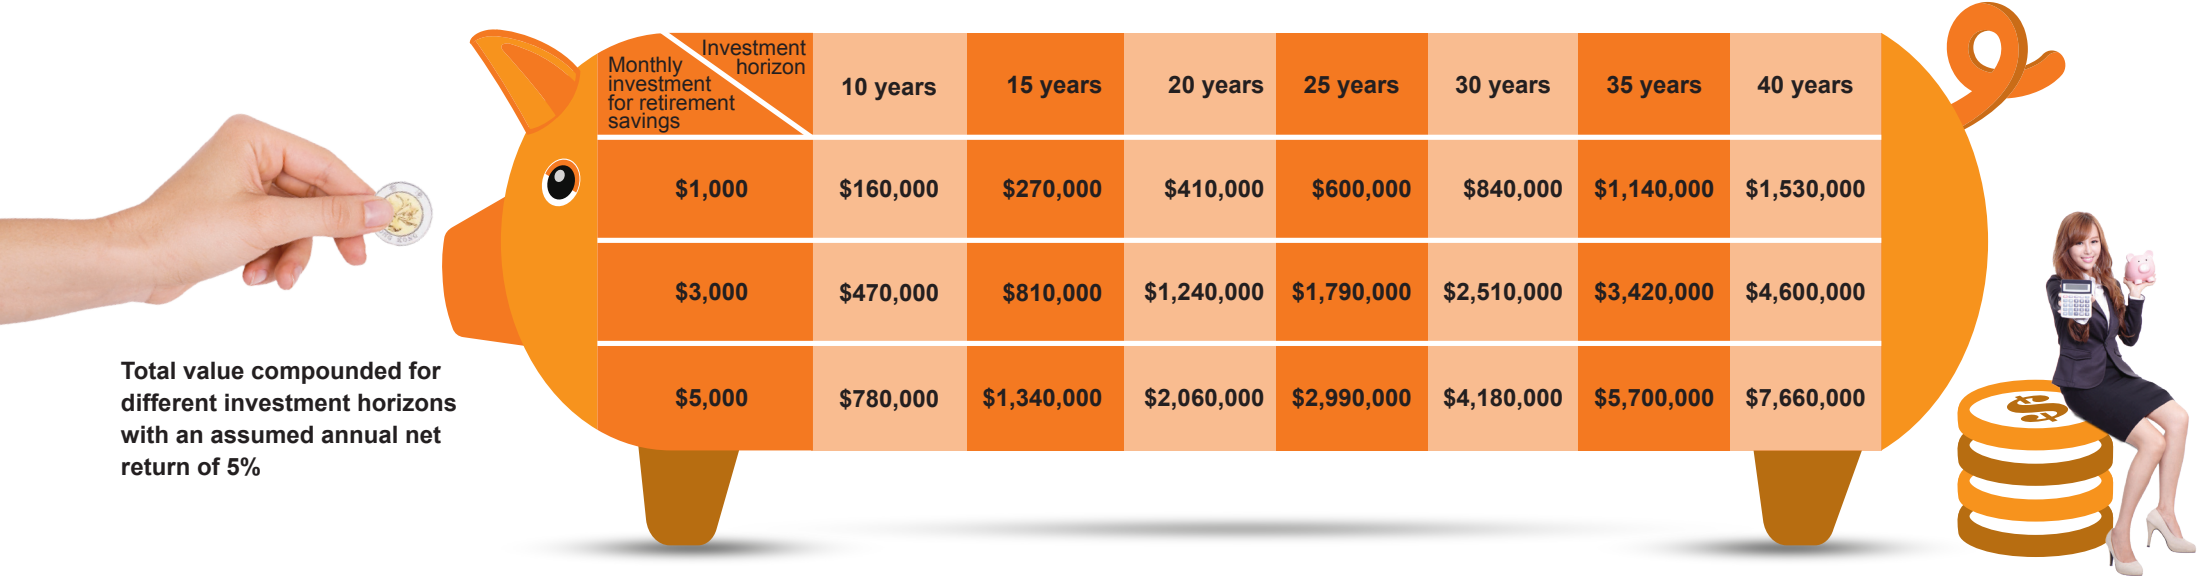 Investment
horizon
Monthly
investment
for retirement
savings
10 years 15 years 20 years 25 years 30 years 35 years 40 years
$1,000 $160,000 $270,000 $410,000 $600,000 $840,000 $1,140,000 $1,530,000
$3,000 $470,000 $810,000 $1,240,000 $1,790,000 $2,510,000 $3,420,000 $4,600,000
$5,000 $780,000 $1,340,000 $2,060,000 $2,990,000 $4,180,000 $5,700,000 $7,660,000
Total value compounded for
different investment horizons
with an assumed annual net
return of 5%
$